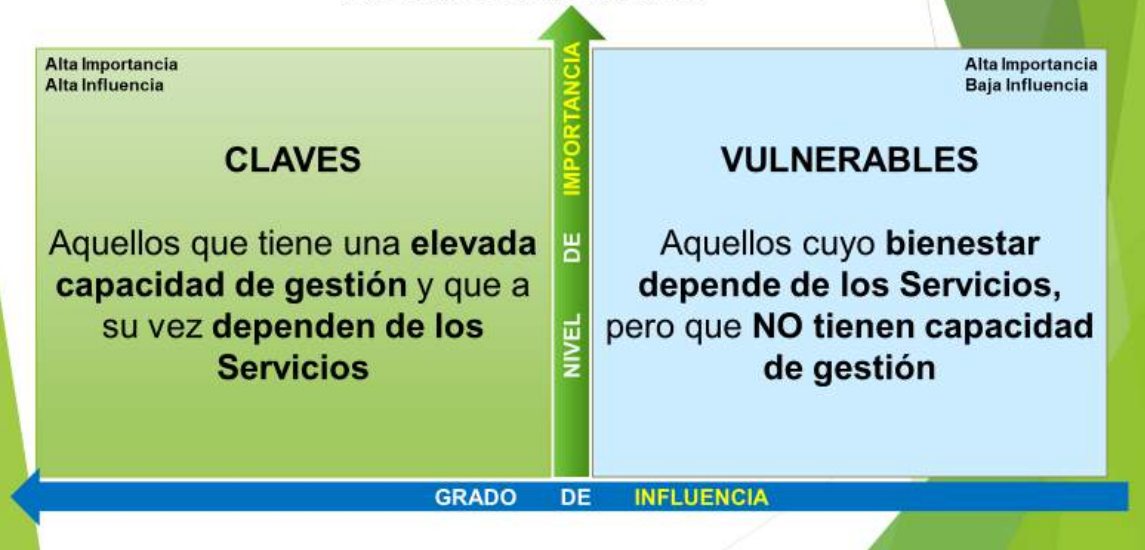 Alta Importancia
Alta Influencia
CLAVES
Aquellos que tiene una elevada
capacidad de gestión y que a
su vez dependen de los
Servicios
NIVEL DE IMPORTANCIA
Alta Importancia
Baja Influencia
VULNERABLES
Aquellos cuyo bienestar
depende de los Servicios,
pero que NO tienen capacidad
de gestión
GRADO DE INFLUENCIA